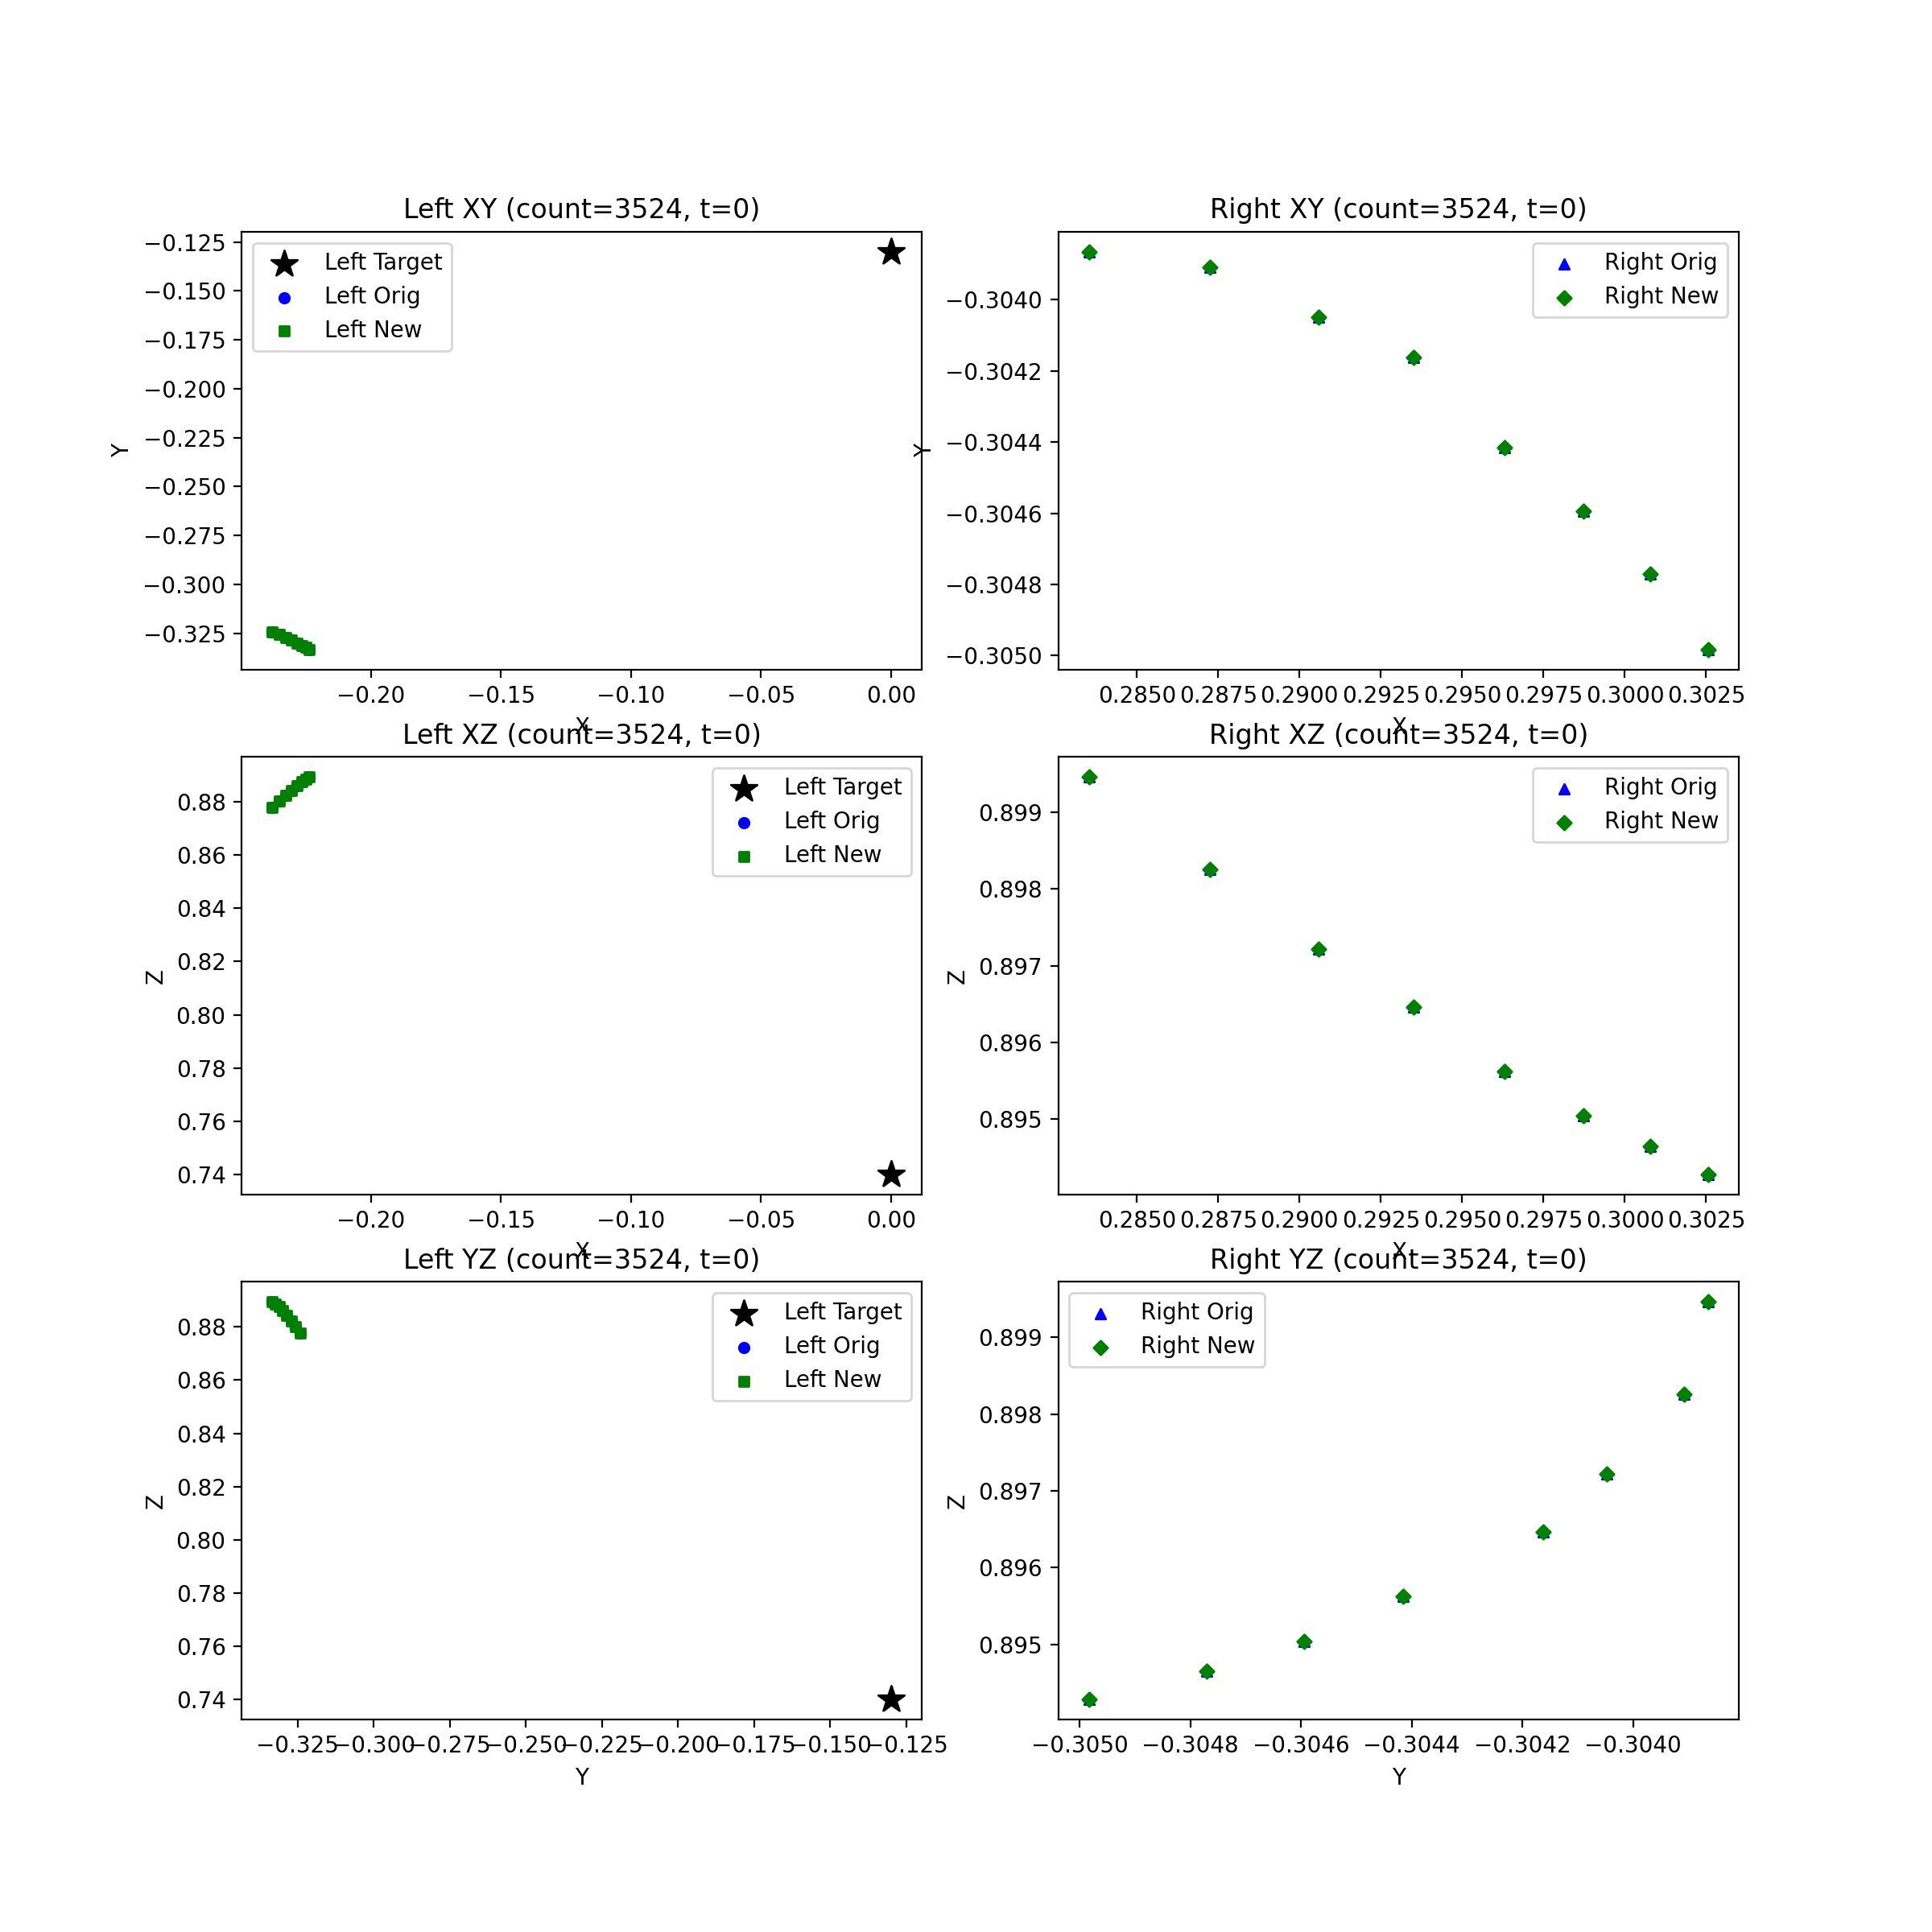 Left XY (count=3524, t=0)
−0.125
−0.150
−0.175
−0.200
−0.225
−0.250
−0.275
−0.300
−0.325
Y
Left Target
Left Orig
Left New
−0.20 −0.15 −0.10 −0.05 0.00
X
Right XY (count=3524, t=0)
−0.3040
−0.3042
−0.3044
−0.3046
−0.3048
−0.3050
Y
Right Orig
Right New
0.2850 0.2875 0.2900 0.2925 0.2950 0.2975 0.3000 0.3025
X
Left XZ (count=3524, t=0)
0.88
0.86
0.84
0.82
0.80
0.78
0.76
0.74
Z
Left Target
Left Orig
Left New
−0.20 −0.15 −0.10 −0.05 0.00
X
Right XZ (count=3524, t=0)
0.899
0.898
0.897
0.896
0.895
Z
Right Orig
Right New
0.2850 0.2875 0.2900 0.2925 0.2950 0.2975 0.3000 0.3025
X
Left YZ (count=3524, t=0)
0.88
0.86
0.84
0.82
0.80
0.78
0.76
0.74
Z
Left Target
Left Orig
Left New
−0.325 −0.300 −0.275 −0.250 −0.225 −0.200 −0.175 −0.150 −0.125
Y
Right YZ (count=3524, t=0)
0.899
0.898
0.897
0.896
0.895
Z
Right Orig
Right New
−0.3050 −0.3048 −0.3046 −0.3044 −0.3042 −0.3040
Y